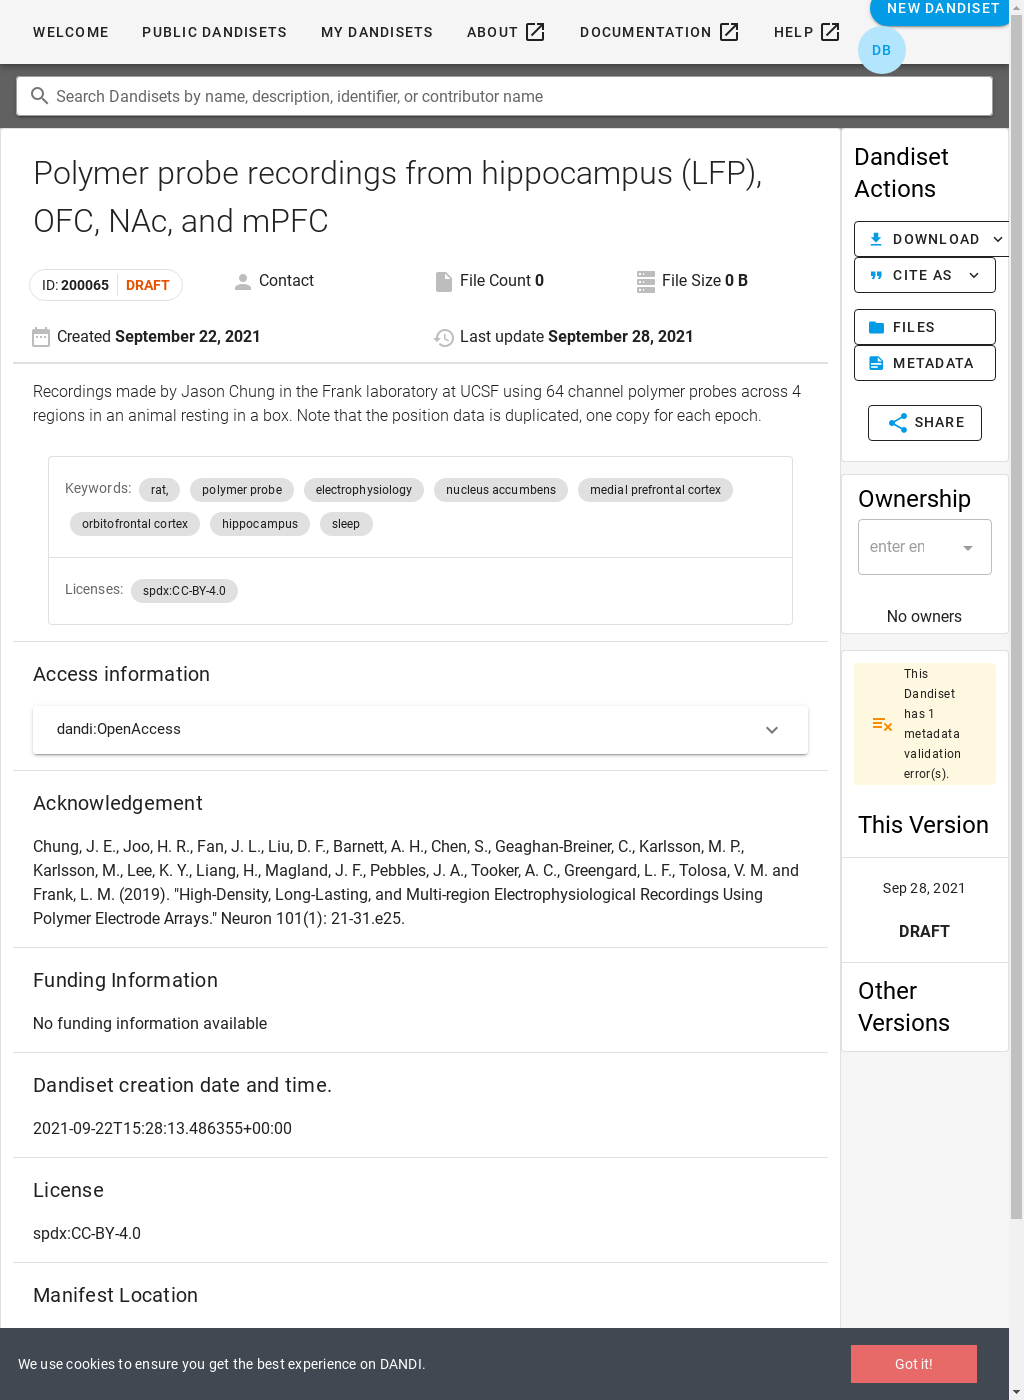 WELCOME
PUBLIC DANDISETS
MY DANDISETS
ABOUT
DOCUMENTATION
HELP
NEW DANDISET
DB
Search Dandisets by name, description, identifier, or contributor name
Polymer probe recordings from hippocampus (LFP),
OFC, NAc, and mPFC
ID: 200065 DRAFT
Contact
File Count 0
File Size 0 B
Created September 22, 2021
Last update September 28, 2021
Recordings made by Jason Chung in the Frank laboratory at UCSF using 64 channel polymer probes across 4
regions in an animal resting in a box. Note that the position data is duplicated, one copy for each epoch.
Keywords: rat, polymer probe electrophysiology nucleus accumbens medial prefrontal cortex
orbitofrontal cortex hippocampus sleep
Licenses: spdx:CC-BY-4.0
Access information
dandi:OpenAccess
Acknowledgement
Chung, J. E., Joo, H. R., Fan, J. L., Liu, D. F., Barnett, A. H., Chen, S., Geaghan-Breiner, C., Karlsson, M. P.,
Karlsson, M., Lee, K. Y., Liang, H., Magland, J. F., Pebbles, J. A., Tooker, A. C., Greengard, L. F., Tolosa, V. M. and
Frank, L. M. (2019). "High-Density, Long-Lasting, and Multi-region Electrophysiological Recordings Using
Polymer Electrode Arrays." Neuron 101(1): 21-31.e25.
Funding Information
No funding information available
Dandiset creation date and time.
2021-09-22T15:28:13.486355+00:00
License
spdx:CC-BY-4.0
Manifest Location
Dandiset
Actions
DOWNLOAD
CITE AS
FILES
METADATA
SHARE
Ownership
enter en
No owners
This
Dandiset
has 1
metadata
validation
error(s).
This Version
Sep 28, 2021
DRAFT
Other
Versions
We use cookies to ensure you get the best experience on DANDI.
Got it!